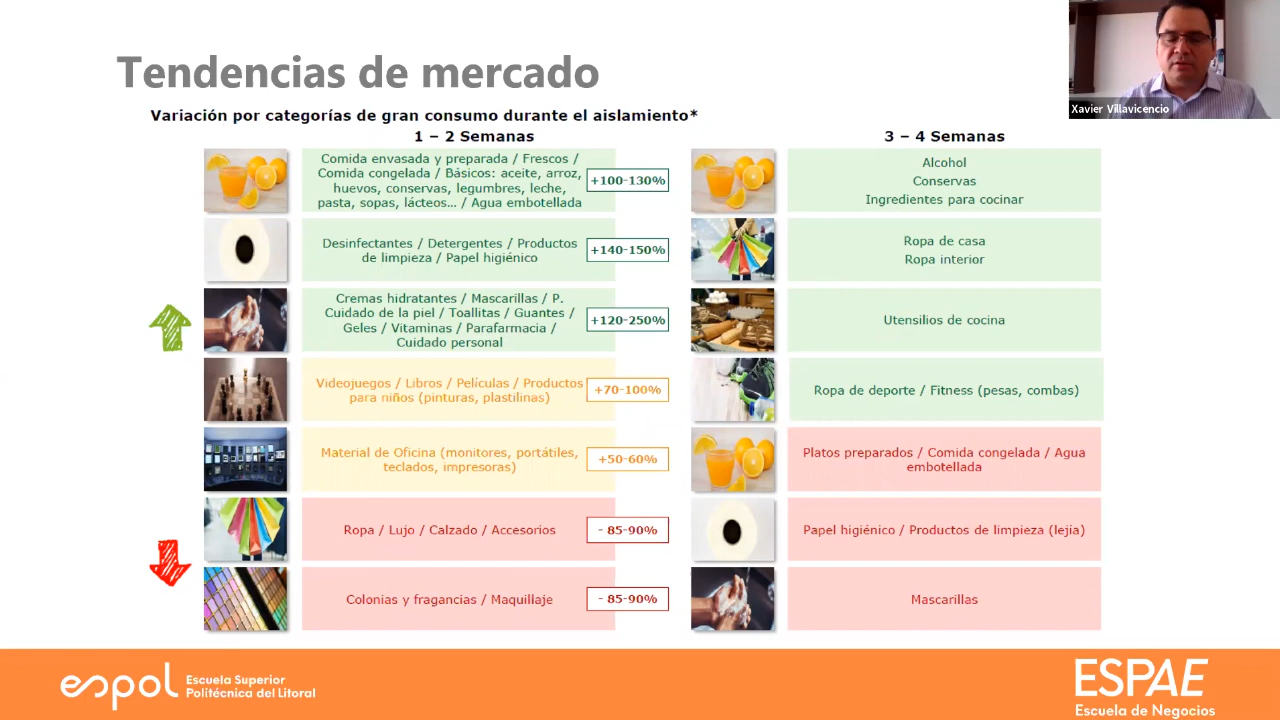 Tendencias de mercado
Xavier Villavicencio
Variación por categorías de gran consumo durante el aislamiento*
1 – 2 Semanas
Comida envasada y preparada / Frescos /
Comida congelada / Básicos: aceite, arroz,
huevos, conservas, legumbres, leche,
pasta, sopas, lácteos... / Agua embotellada
+100-130%
Desinfectantes / Detergentes / Productos
de limpieza / Papel higiénico
+140-150%
Cremas hidratantes / Mascarillas / P.
Cuidado de la piel / Toallitas / Guantes /
Geles / Vitaminas / Parafarmacia /
Cuidado personal
+120-250%
Videojuegos / Libros / Películas / Productos
para niños (pinturas, plastilinas)
+70-100%
Material de Oficina (monitores, portátiles,
teclados, impresoras)
+50-60%
Ropa / Lujo / Calzado / Accesorios
- 85-90%
Colonias y fragancias / Maquillaje
- 85-90%
3 – 4 Semanas
Alcohol
Conservas
Ingredientes para cocinar
Ropa de casa
Ropa interior
Utensilios de cocina
Ropa de deporte / Fitness (pesas, combas)
Platos preparados / Comida congelada / Agua
embotellada
Papel higiénico / Productos de limpieza (lejía)
Mascarillas
espol
Escuela Superior
Politécnica del Litoral
ESPAE
Escuela de Negocios